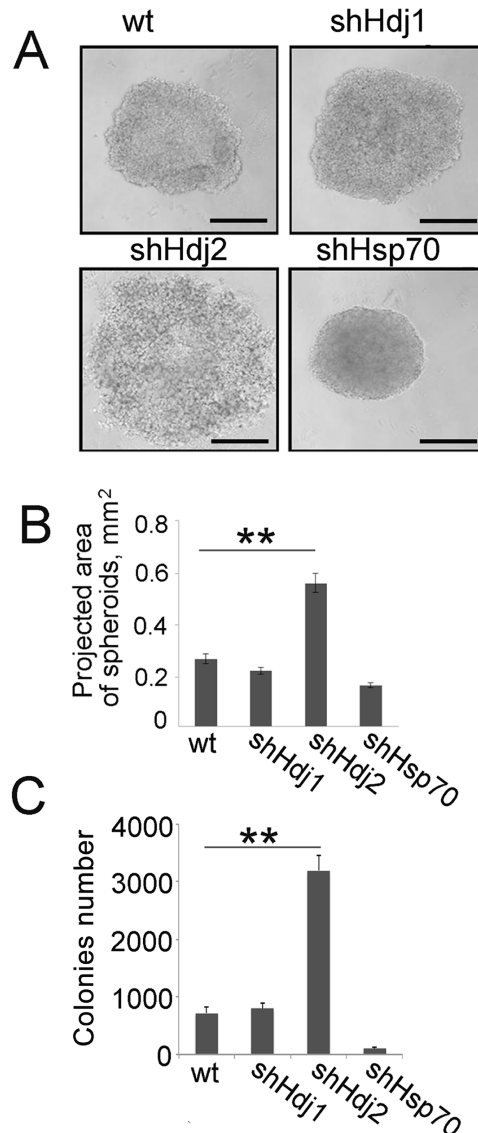 A
wt
shHdj1
shHdj2
shHsp70
B
Projected area
of spheroids, mm²
0.8
0.6
0.4
0.2
0
**
wt
shHdj1
shHdj2
shHsp70
C
Colonies number
4000
3000
2000
1000
0
**
wt
shHdj1
shHdj2
shHsp70